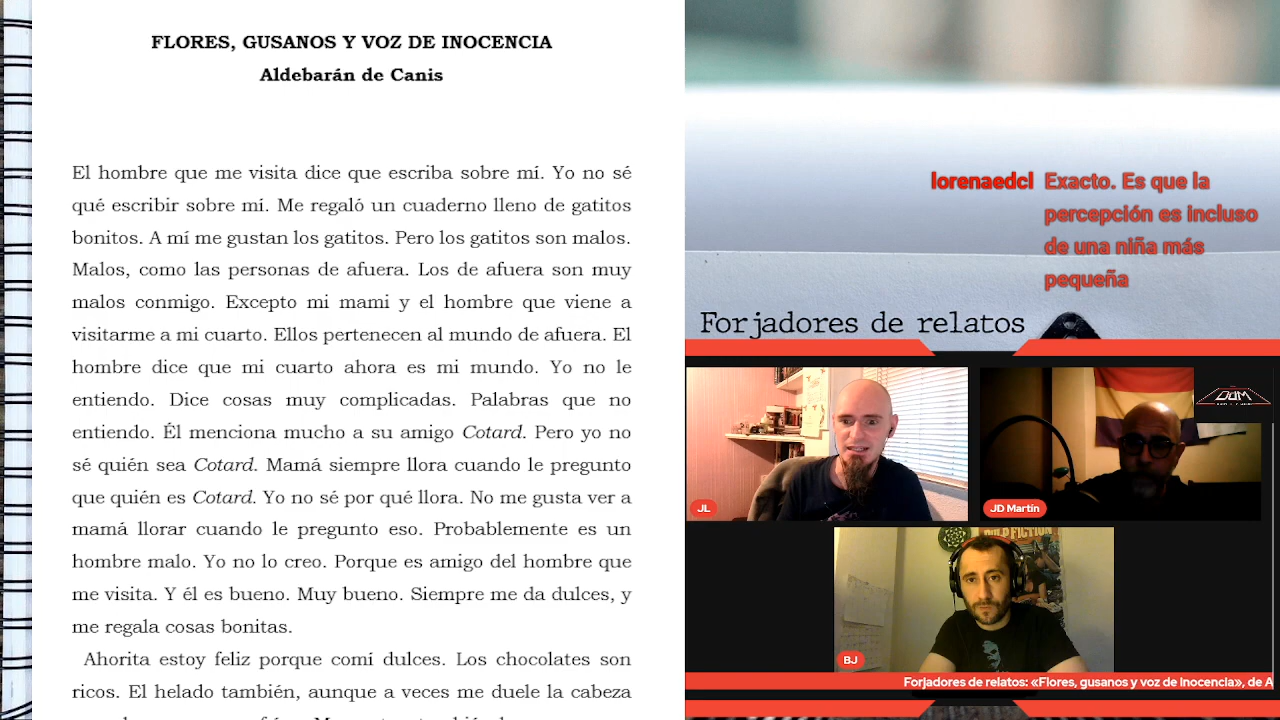 FLORES, GUSANOS Y VOZ DE INOCENCIA
Aldebarán de Canis
El hombre que me visita dice que escriba sobre mí. Yo no sé
qué escribir sobre mí. Me regaló un cuaderno lleno de gatitos
bonitos. A mí me gustan los gatitos. Pero los gatitos son malos.
Malos, como las personas de afuera. Los de afuera son muy
malos conmigo. Excepto mi mami y el hombre que viene a
visitarme a mi cuarto. Ellos pertenecen al mundo de afuera. El
hombre dice que mi cuarto ahora es mi mundo. Yo no le
entiendo. Dice cosas muy complicadas. Palabras que no
entiendo. Él menciona mucho a su amigo Cotard. Pero yo no
sé quién sea Cotard. Mamá siempre llora cuando le pregunto
que quién es Cotard. Yo no sé por qué llora. No me gusta ver a
mamá llorar cuando le pregunto eso. Probablemente es un
hombre malo. Yo no lo creo. Porque es amigo del hombre que
me visita. Y él es bueno. Muy bueno. Siempre me da dulces, y
me regala cosas bonitas.
Ahorita estoy feliz porque comí dulces. Los chocolates son
ricos. El helado también, aunque a veces me duele la cabeza
lorenaedcl Exacto. Es que la
percepción es incluso
de una niña más
pequeña
Forjadores de relatos
JL
JD Martín
PULP FICTION
BJ
Forjadores de relatos: «Flores, gusanos y voz de inocencia», de A